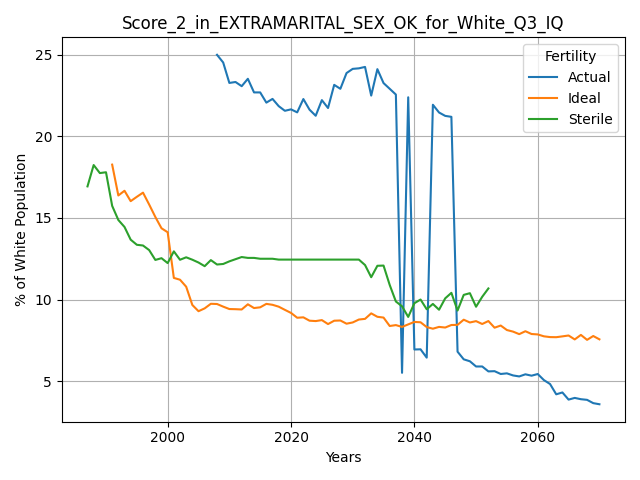 Score_2_in_EXTRAMARITAL_SEX_OK_for_White_Q3_IQ
Fertility
Actual
Ideal
Sterile
% of White Population
25
20
15
10
5
2000
2020
2040
2060
Years